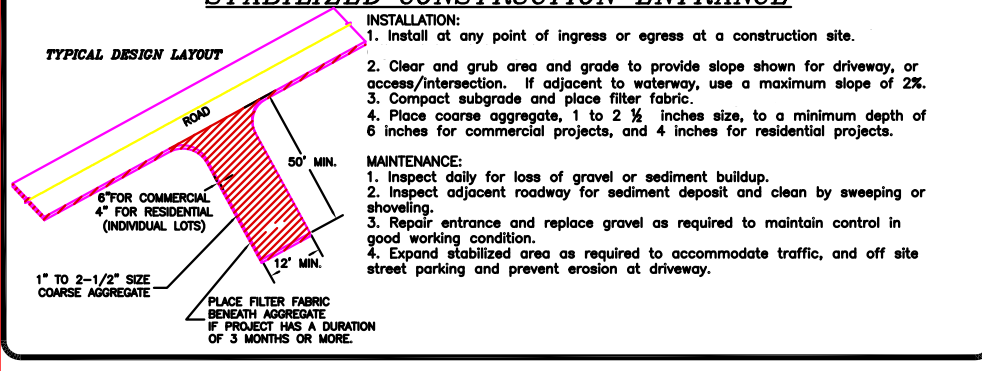 STABILIZED CONSTRUCTION ENTRANCE
TYPICAL DESIGN LAYOUT
ROAD
50' MIN.
6"FOR COMMERCIAL
4" FOR RESIDENTIAL
(INDIVIDUAL LOTS)
12' MIN.
1" TO 2-1/2" SIZE
COARSE AGGREGATE
PLACE FILTER FABRIC
BENEATH AGGREGATE
IF PROJECT HAS A DURATION
OF 3 MONTHS OR MORE.
INSTALLATION:
1. Install at any point of ingress or egress at a construction site.
2. Clear and grub area and grade to provide slope shown for driveway, or
access/intersection. If adjacent to waterway, use a maximum slope of 2%.
3. Compact subgrade and place filter fabric.
4. Place coarse aggregate, 1 to 2 ½ inches size, to a minimum depth of
6 inches for commercial projects, and 4 inches for residential projects.
MAINTENANCE:
1. Inspect daily for loss of gravel or sediment buildup.
2. Inspect adjacent roadway for sediment deposit and clean by sweeping or
shoveling.
3. Repair entrance and replace gravel as required to maintain control in
good working condition.
4. Expand stabilized area as required to accommodate traffic, and off site
street parking and prevent erosion at driveway.